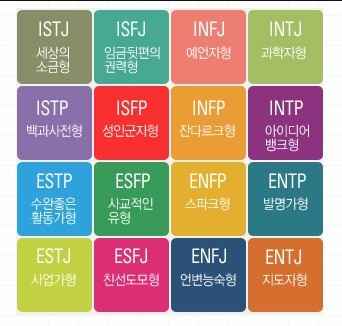 ISTJ
세상의
소금형
ISFJ
임금뒷편의
권력형
INFJ
예언자형
INTJ
과학자형
ISTP
백과사전형
ISFP
성인군자형
INFP
잔다르크형
INTP
아이디어
뱅크형
ESTP
수완좋은
활동가형
ESFP
사교적인
유형
ENFP
스파크형
ENTP
발명가형
ESTJ
사업가형
ESFJ
친선도모형
ENFJ
언변능숙형
ENTJ
지도자형